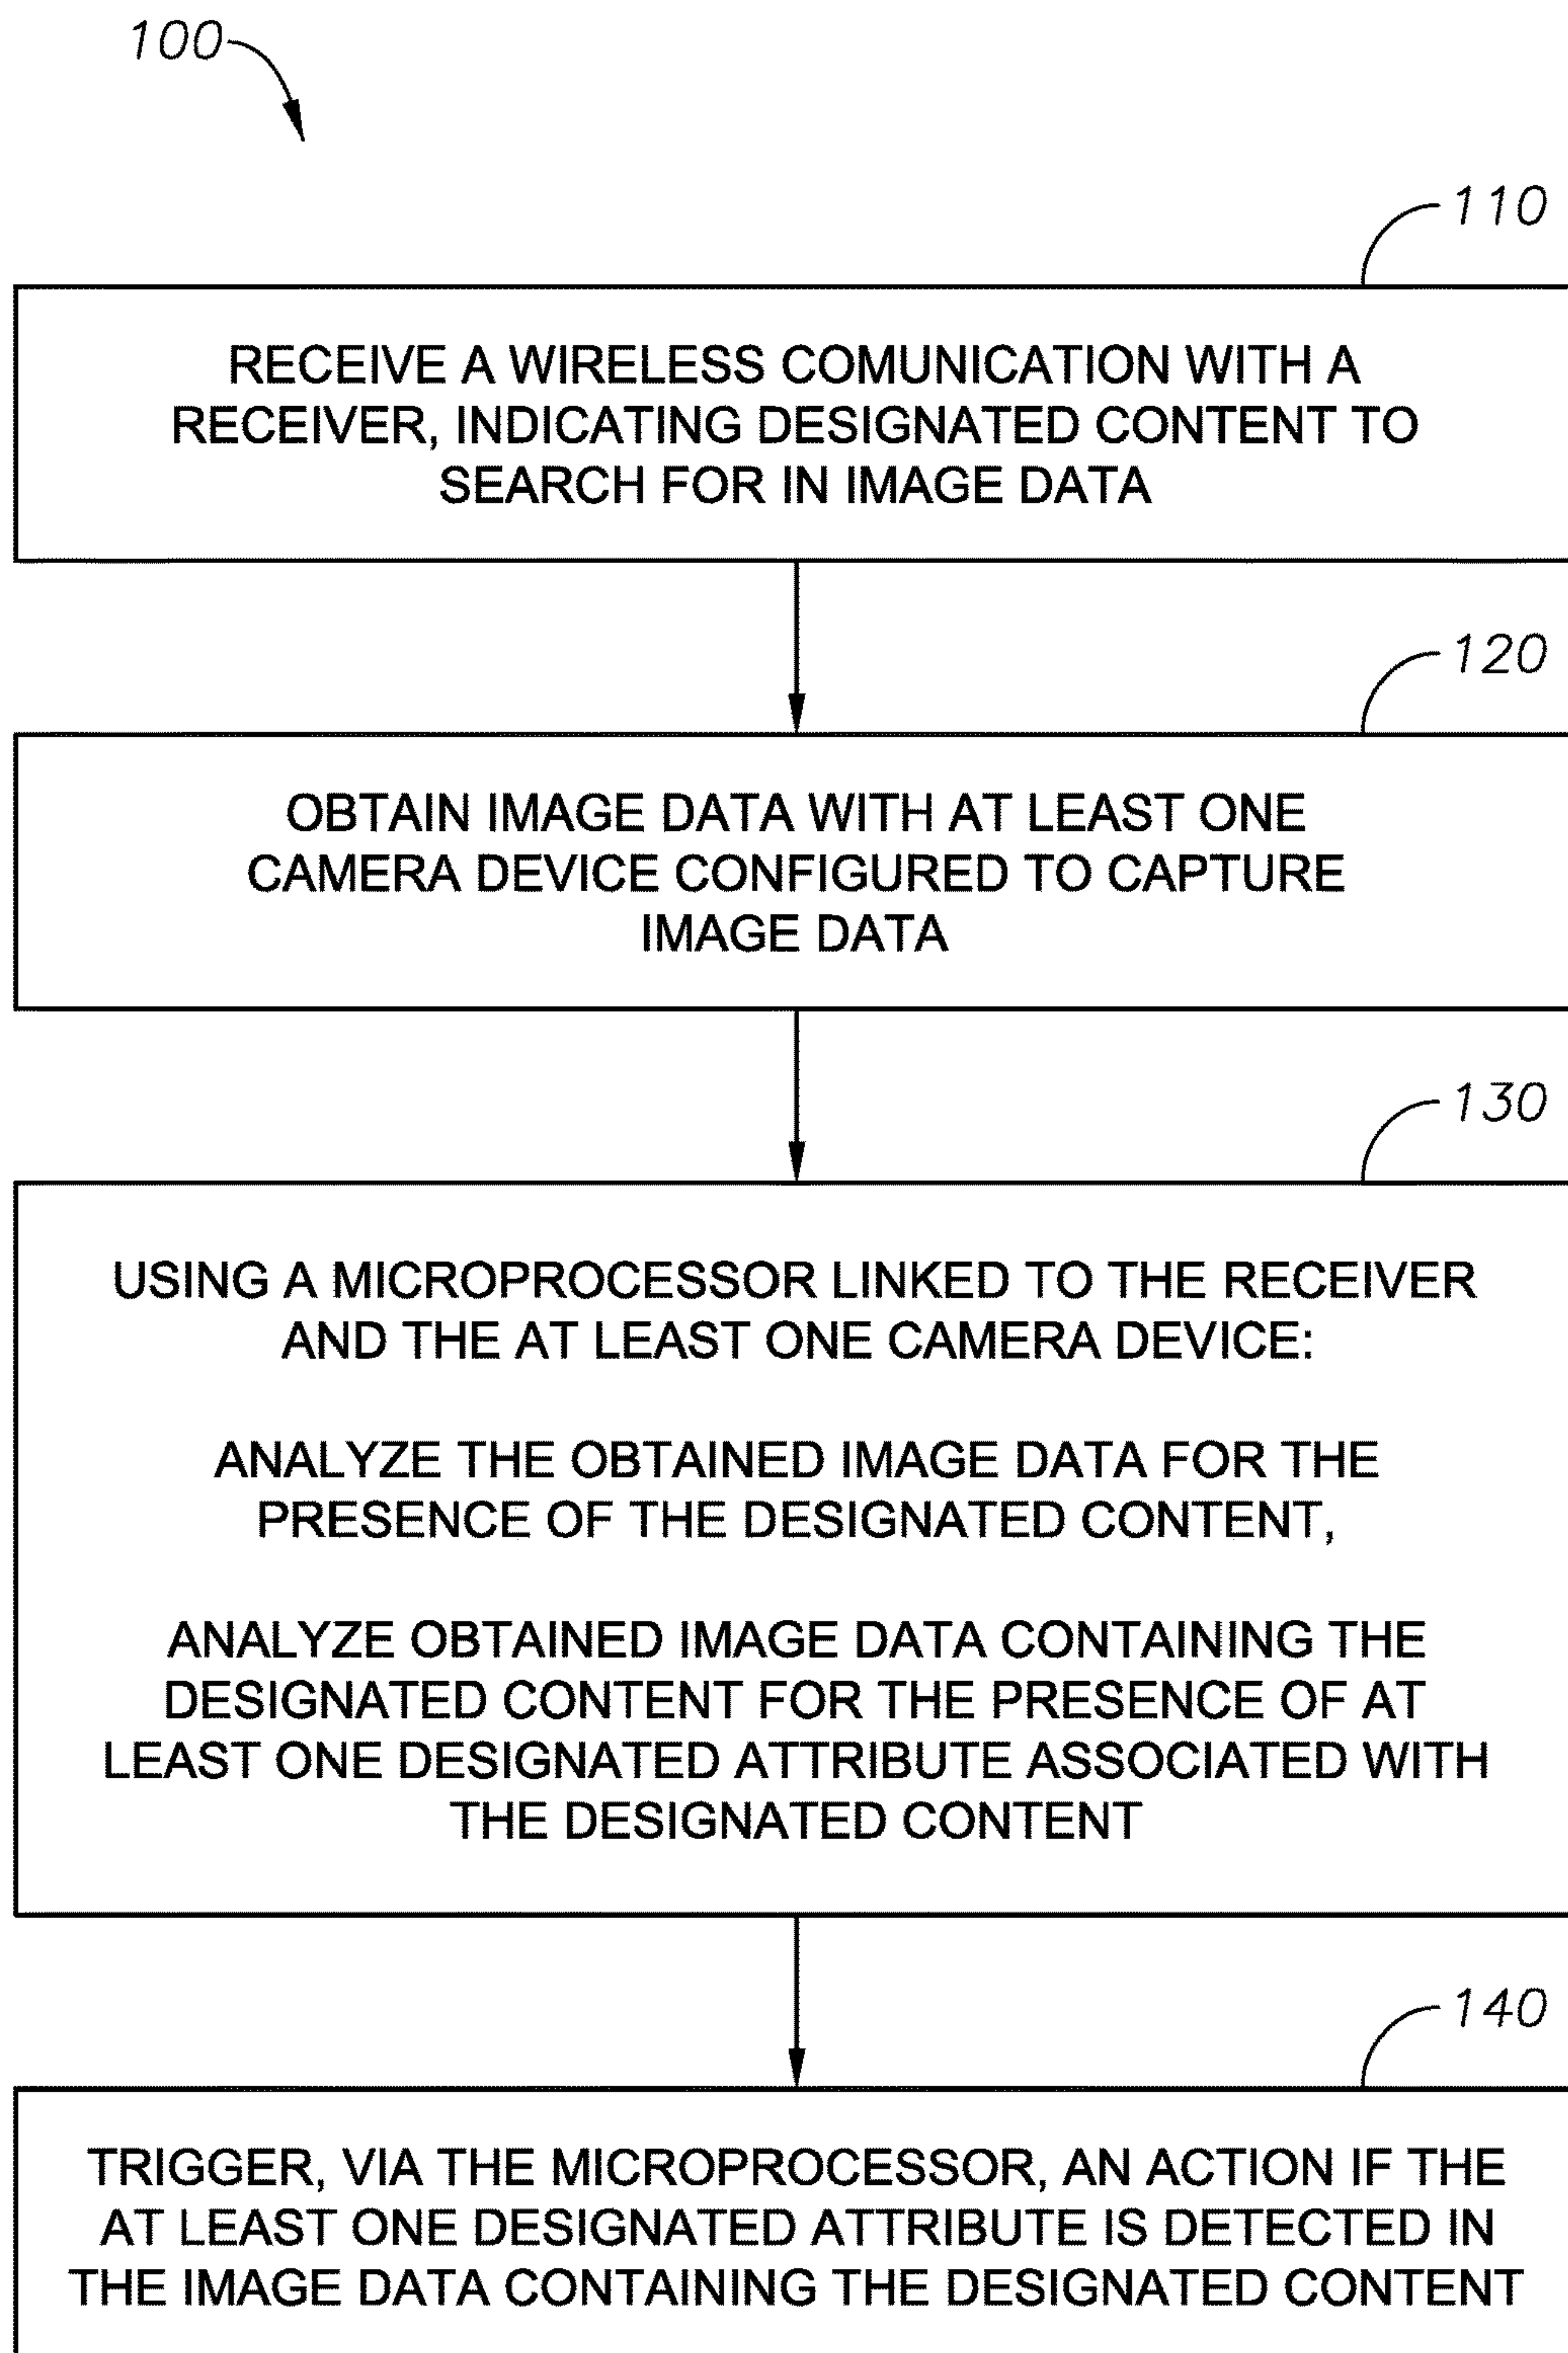 100
110
RECEIVE A WIRELESS COMUNICATION WITH A
RECEIVER, INDICATING DESIGNATED CONTENT TO
SEARCH FOR IN IMAGE DATA
120
OBTAIN IMAGE DATA WITH AT LEAST ONE
CAMERA DEVICE CONFIGURED TO CAPTURE
IMAGE DATA
130
USING A MICROPROCESSOR LINKED TO THE RECEIVER
AND THE AT LEAST ONE CAMERA DEVICE:
ANALYZE THE OBTAINED IMAGE DATA FOR THE
PRESENCE OF THE DESIGNATED CONTENT,
ANALYZE OBTAINED IMAGE DATA CONTAINING THE
DESIGNATED CONTENT FOR THE PRESENCE OF AT
LEAST ONE DESIGNATED ATTRIBUTE ASSOCIATED WITH
THE DESIGNATED CONTENT
140
TRIGGER, VIA THE MICROPROCESSOR, AN ACTION IF THE
AT LEAST ONE DESIGNATED ATTRIBUTE IS DETECTED IN
THE IMAGE DATA CONTAINING THE DESIGNATED CONTENT